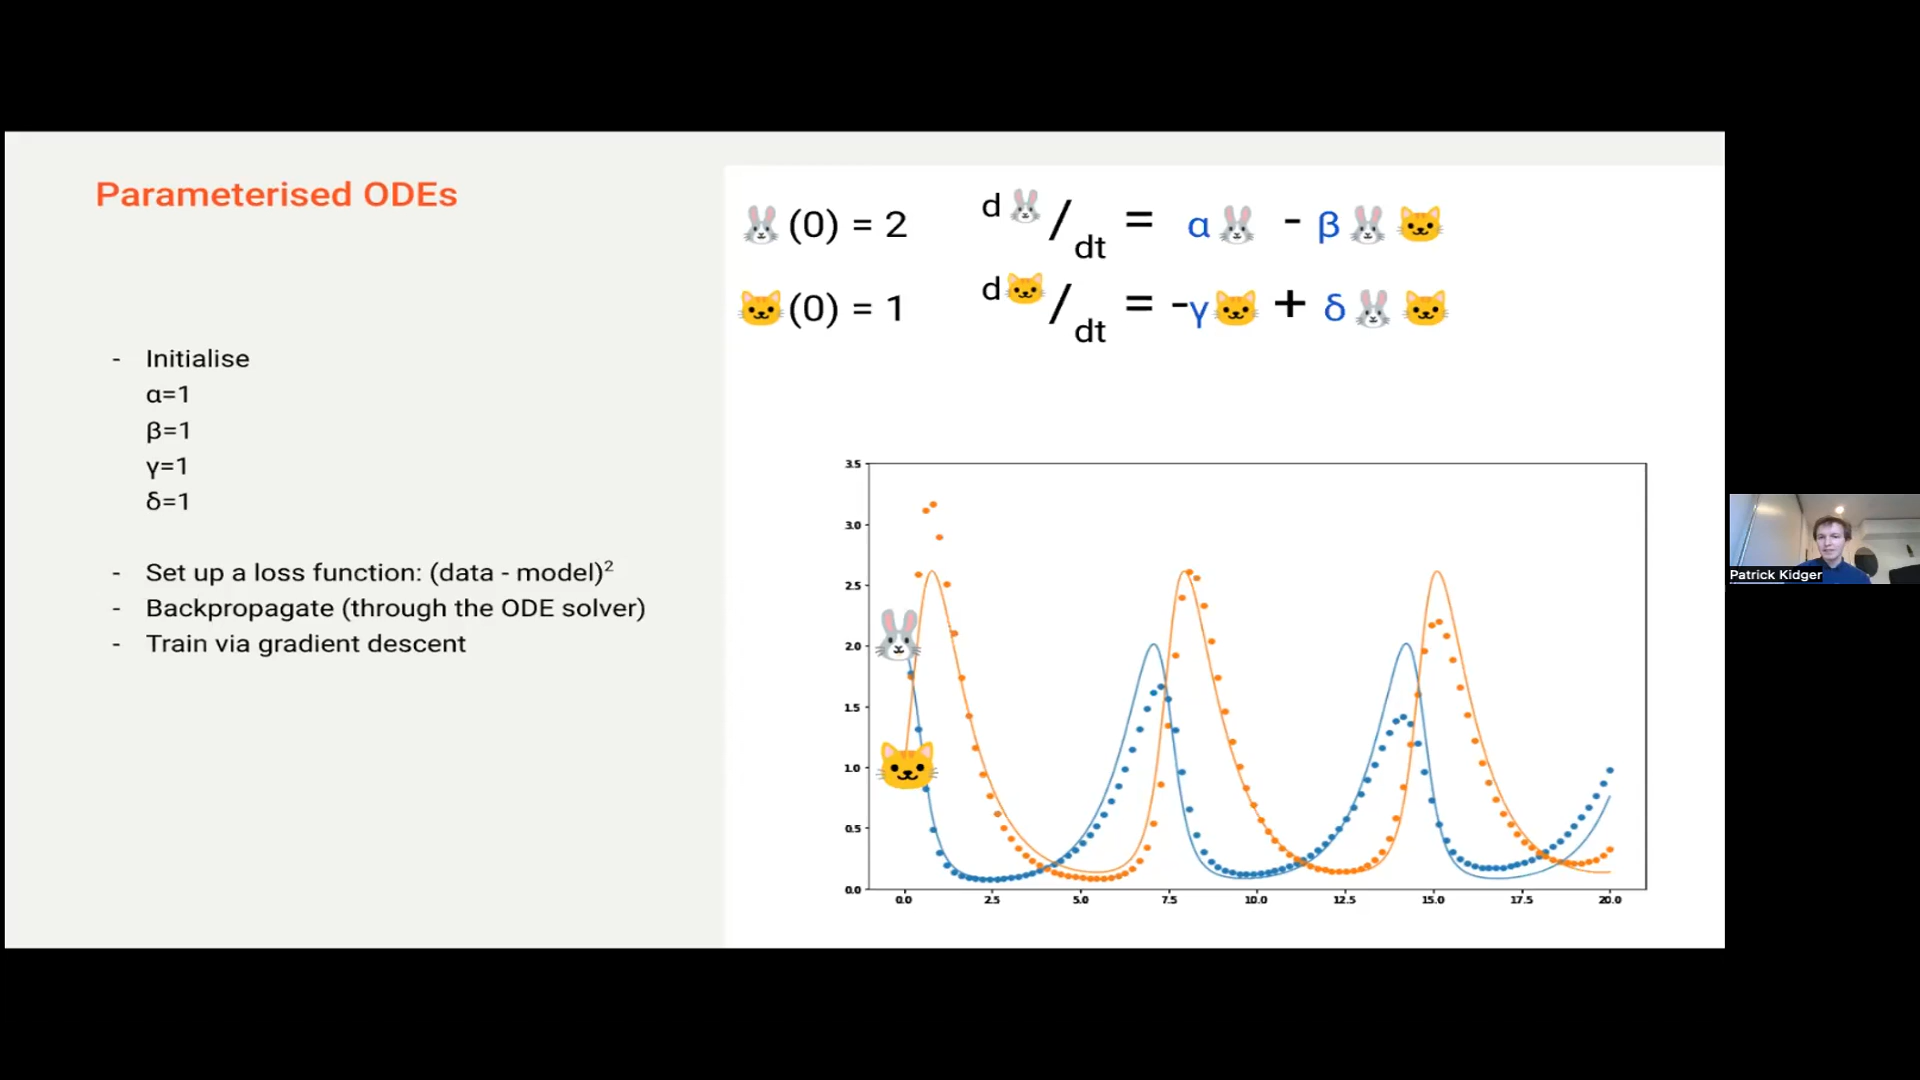 Parameterised ODEs
🐰(0) = 2 d🐰/dt = α🐰 - β🐰🐱
🐱(0) = 1 d🐱/dt = -γ🐱 + δ🐰🐱
- Initialise
α=1
β=1
γ=1
δ=1
- Set up a loss function: (data - model)²
- Backpropagate (through the ODE solver)
- Train via gradient descent
3.5
3.0
2.5
2.0
1.5
1.0
0.5
0.0
0.0 2.5 5.0 7.5 10.0 12.5 15.0 17.5 20.0
Patrick Kidger